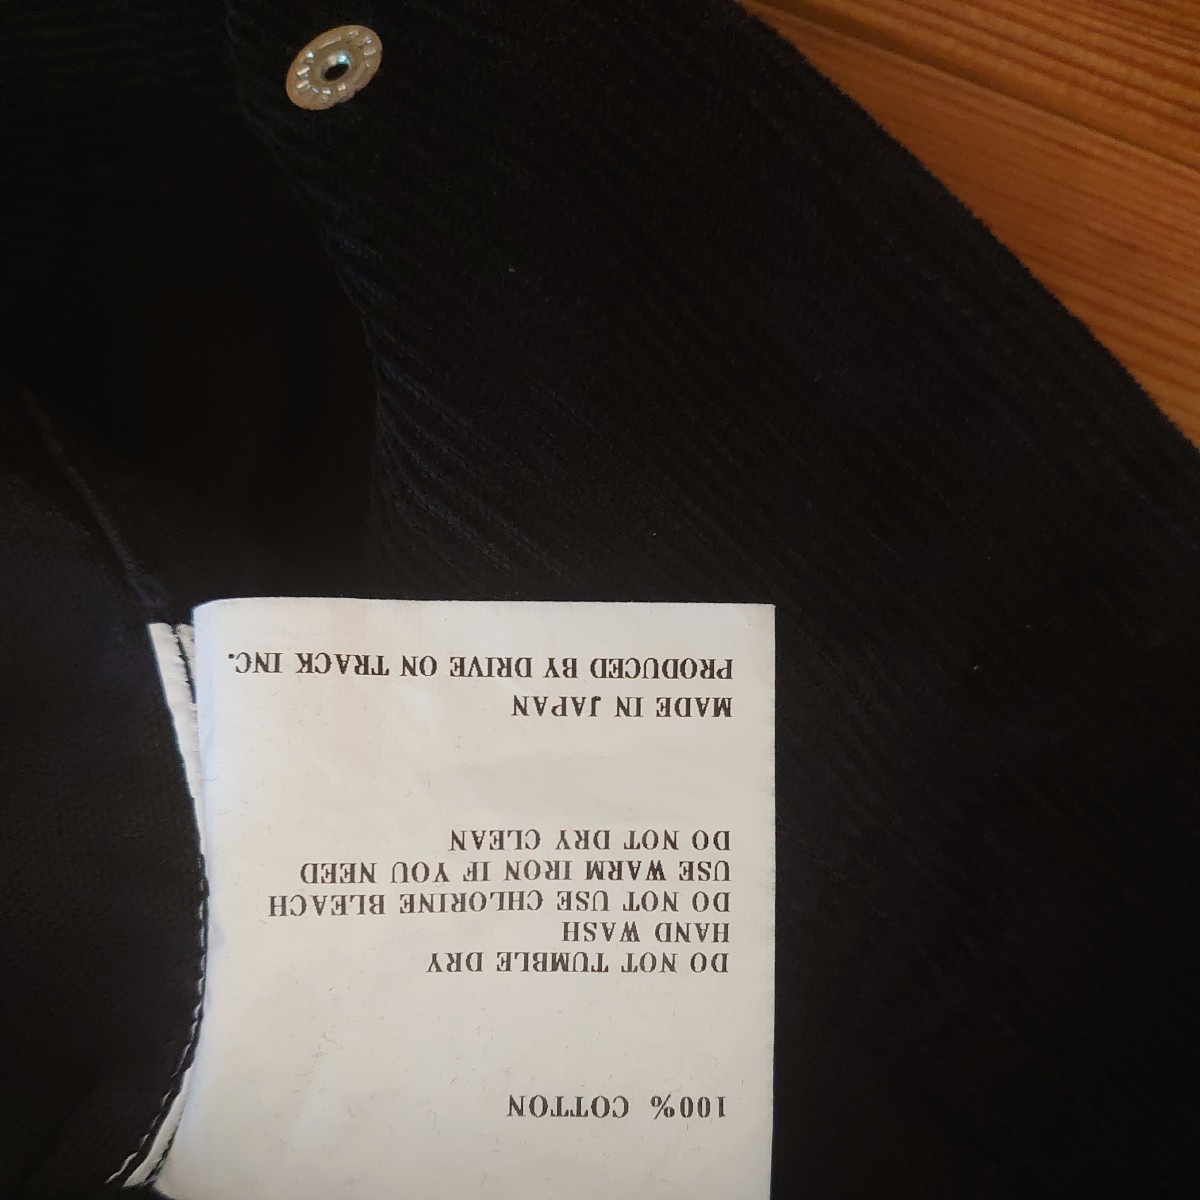 100% COTTON
DO NOT TUMBLE DRY
HAND WASH
DO NOT USE CHLORINE BLEACH
USE WARM IRON IF YOU NEED
DO NOT DRY CLEAN
MADE IN JAPAN
PRODUCED BY DRIVE ON TRACK INC.